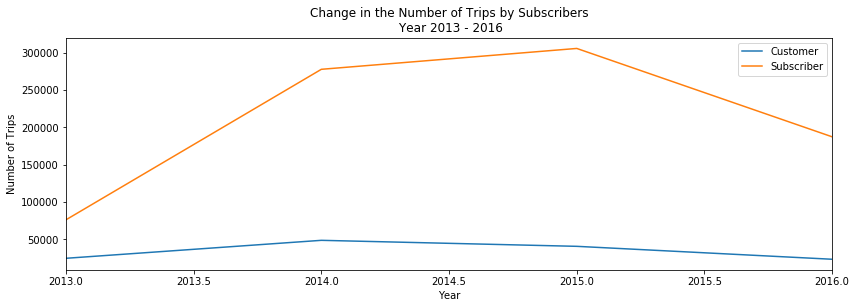 Change in the Number of Trips by Subscribers
Year 2013 - 2016
Customer
Subscriber
Number of Trips
300000
250000
200000
150000
100000
50000
2013.0
2013.5
2014.0
2014.5
2015.0
2015.5
2016.0
Year